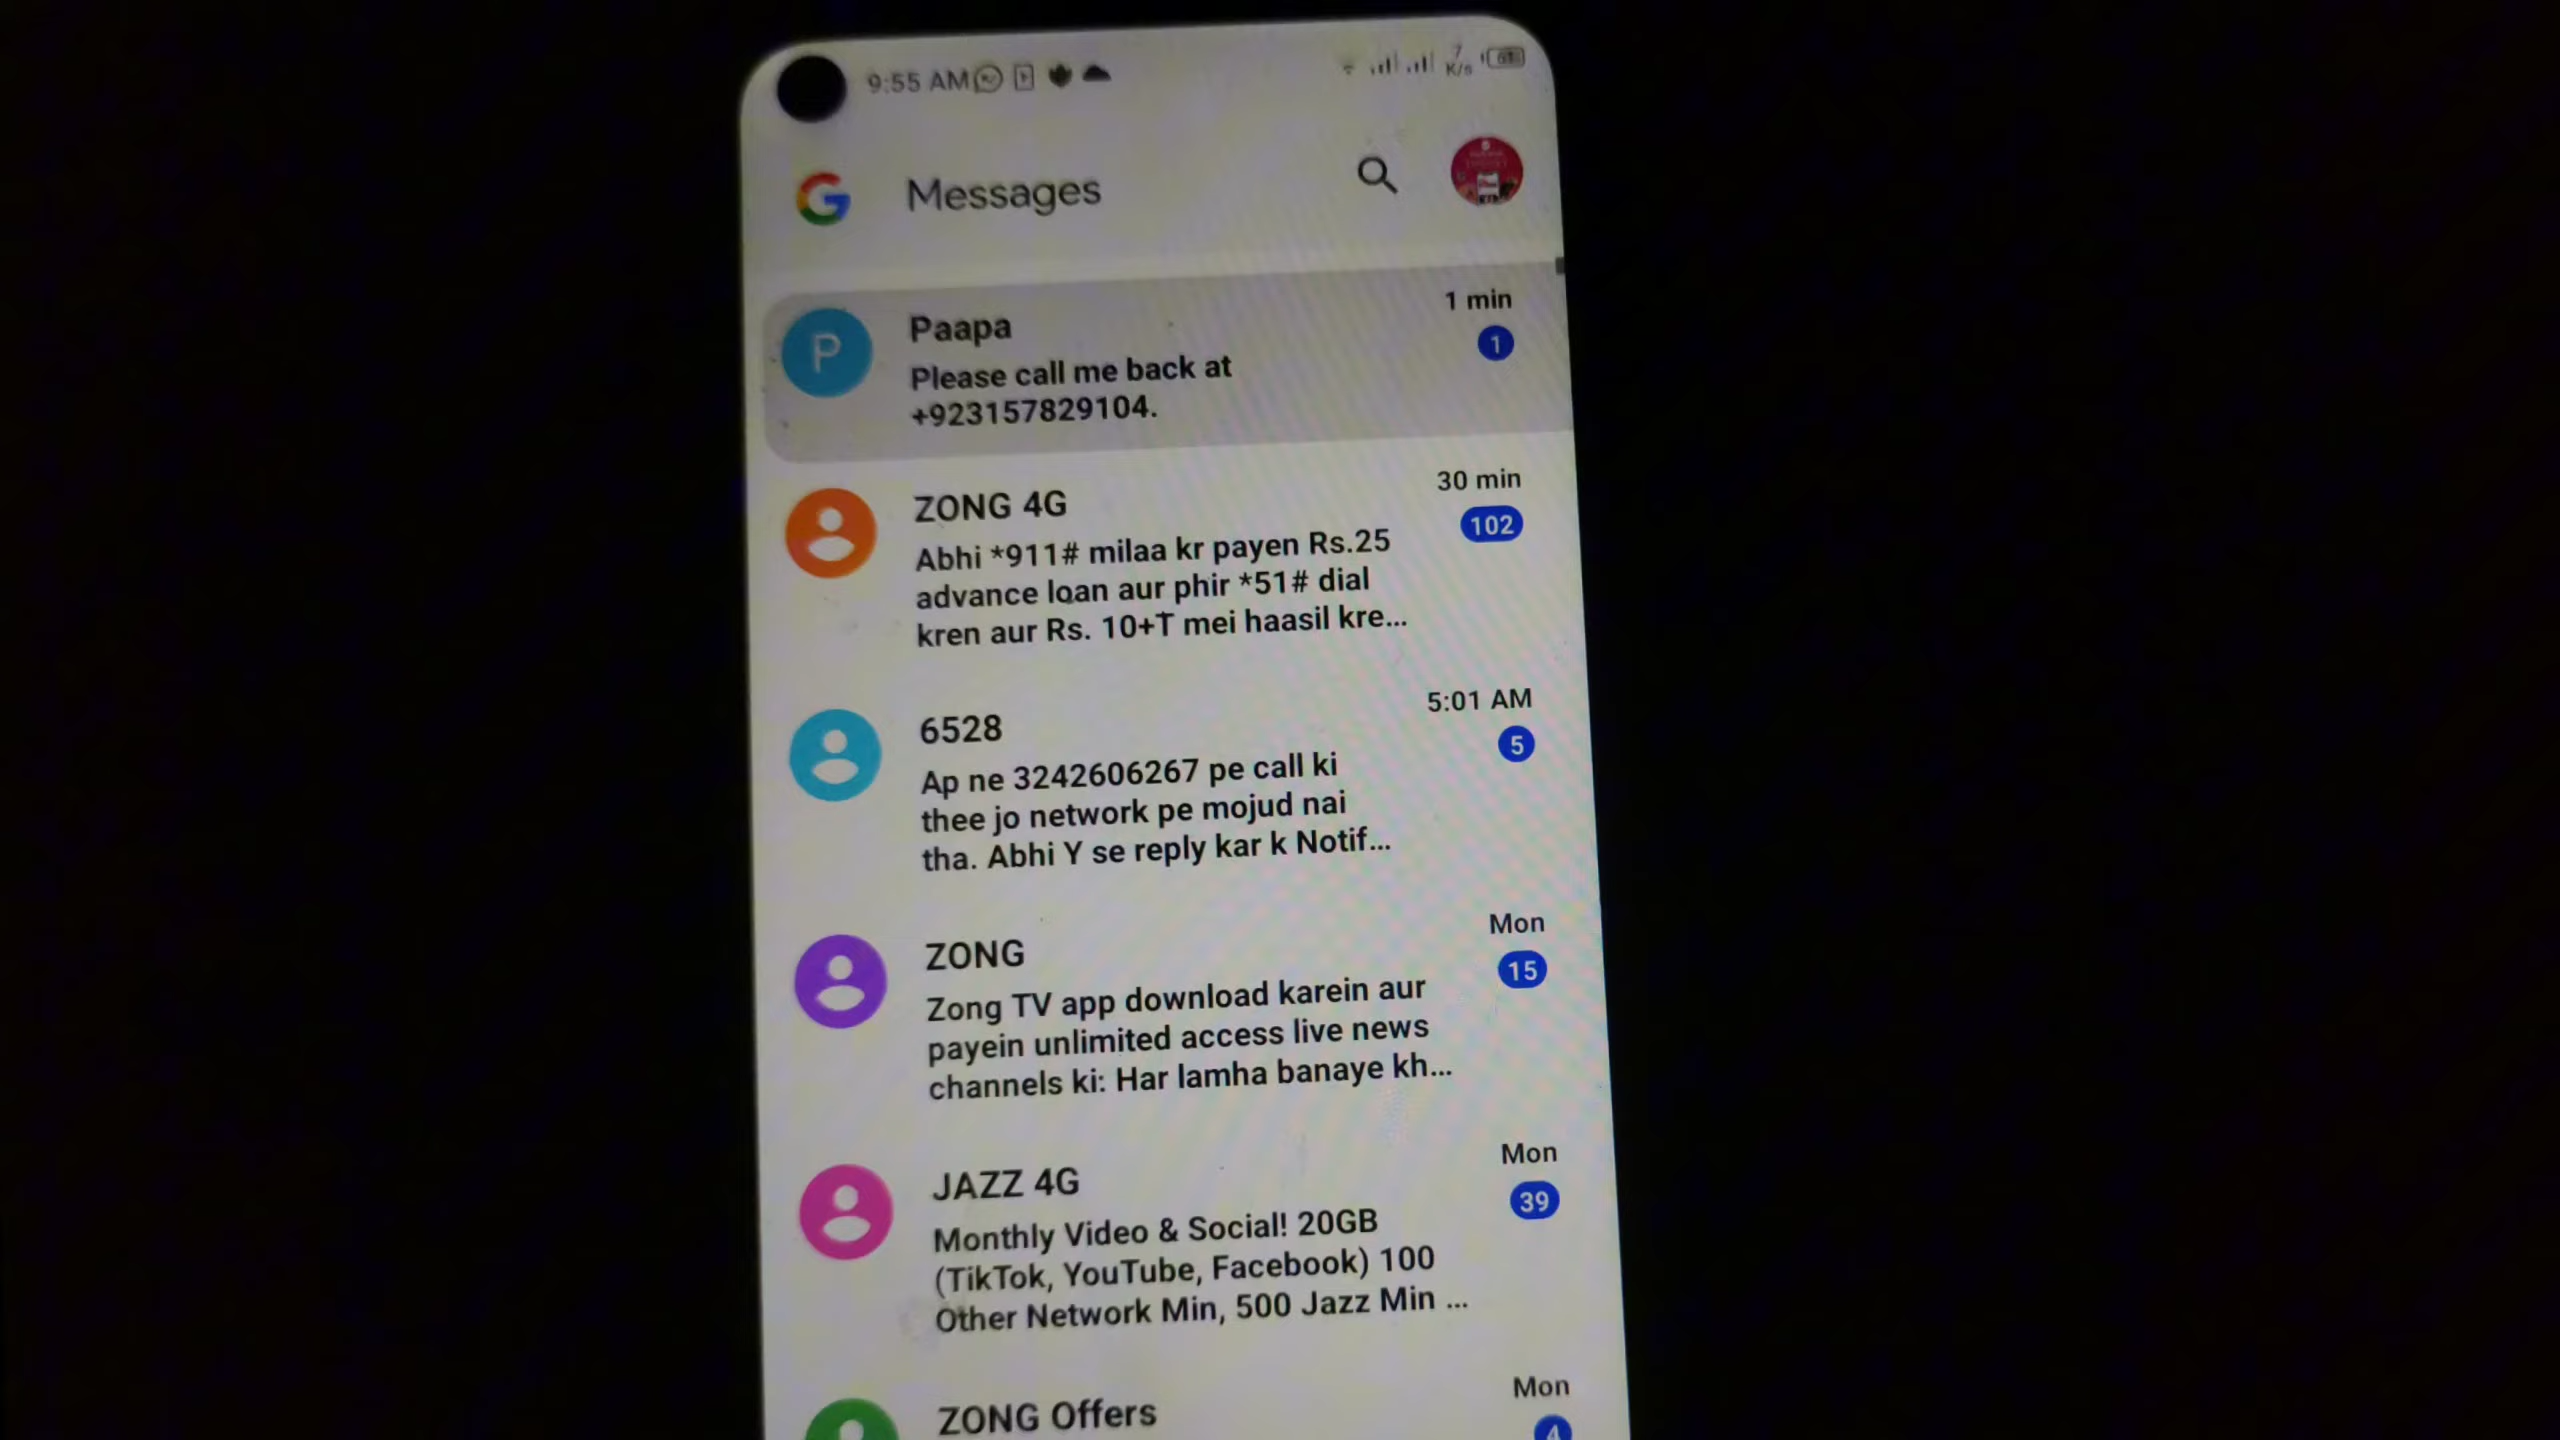 9:55 AM
7
K/s
Messages
P
Paapa
1 min
1
Please call me back at
+923157829104.
ZONG 4G
30 min
102
Abhi *911# milaa kr payen Rs.25
advance loan aur phir *51# dial
kren aur Rs. 10+T mei haasil kre...
6528
5:01 AM
5
Ap ne 3242606267 pe call ki
thee jo network pe mojud nai
tha. Abhi Y se reply kar k Notif...
ZONG
Mon
15
Zong TV app download karein aur
payein unlimited access live news
channels ki: Har lamha banaye kh...
JAZZ 4G
Mon
39
Monthly Video & Social! 20GB
(TikTok, YouTube, Facebook) 100
Other Network Min, 500 Jazz Min ...
ZONG Offers
Mon
4